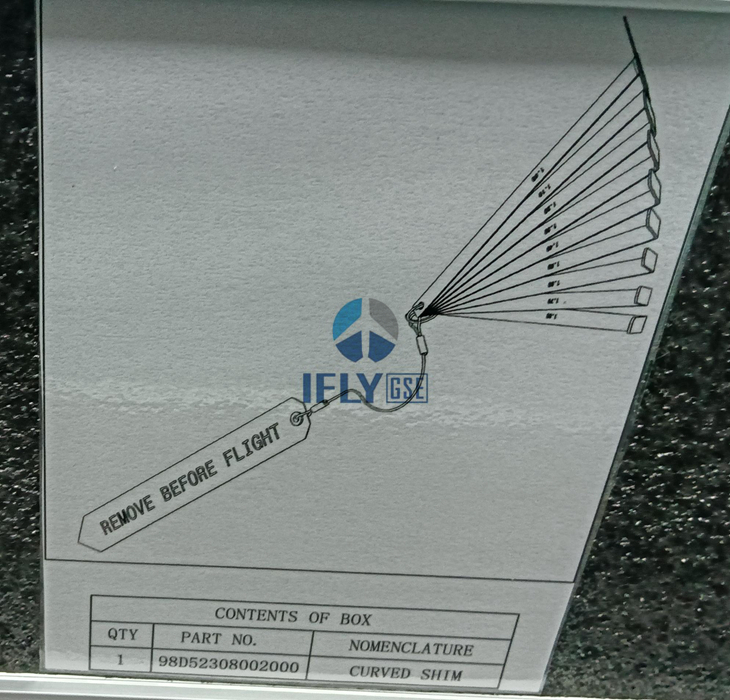 IFLY GSE
REMOVE BEFORE FLIGHT
CONTENTS OF BOX
QTY PART NO. NOMENCLATURE
1 98D52308002000 CURVED SHIM